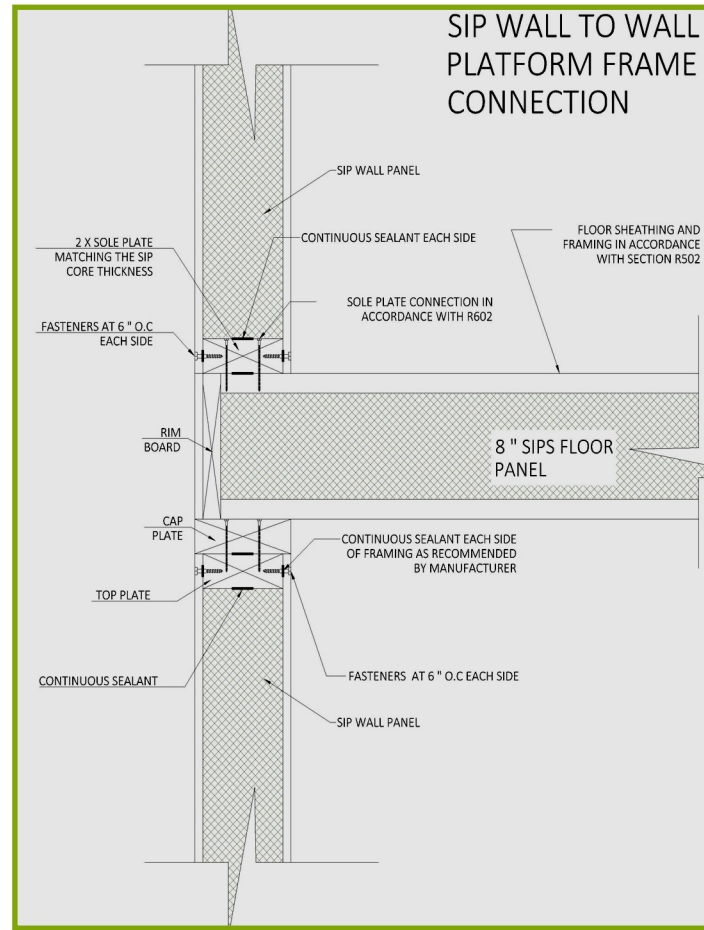 SIP WALL TO WALL
PLATFORM FRAME
CONNECTION
SIP WALL PANEL
2 X SOLE PLATE
MATCHING THE SIP
CORE THICKNESS
CONTINUOUS SEALANT EACH SIDE
FLOOR SHEATHING AND
FRAMING IN ACCORDANCE
WITH SECTION R502
SOLE PLATE CONNECTION IN
ACCORDANCE WITH R602
FASTENERS AT 6 " O.C
EACH SIDE
RIM
BOARD
8 " SIPS FLOOR
PANEL
CAP
PLATE
CONTINUOUS SEALANT EACH SIDE
OF FRAMING AS RECOMMENDED
BY MANUFACTURER
TOP PLATE
CONTINUOUS SEALANT
FASTENERS AT 6 " O.C EACH SIDE
SIP WALL PANEL